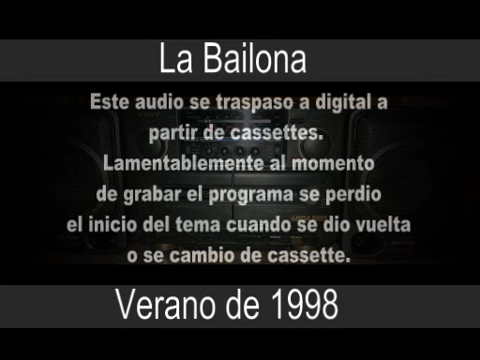 La Bailona
Este audio se traspaso a digital a
partir de cassettes.
Lamentablemente al momento
de grabar el programa se perdio
el inicio del tema cuando se dio vuelta
o se cambio de cassette.
Verano de 1998